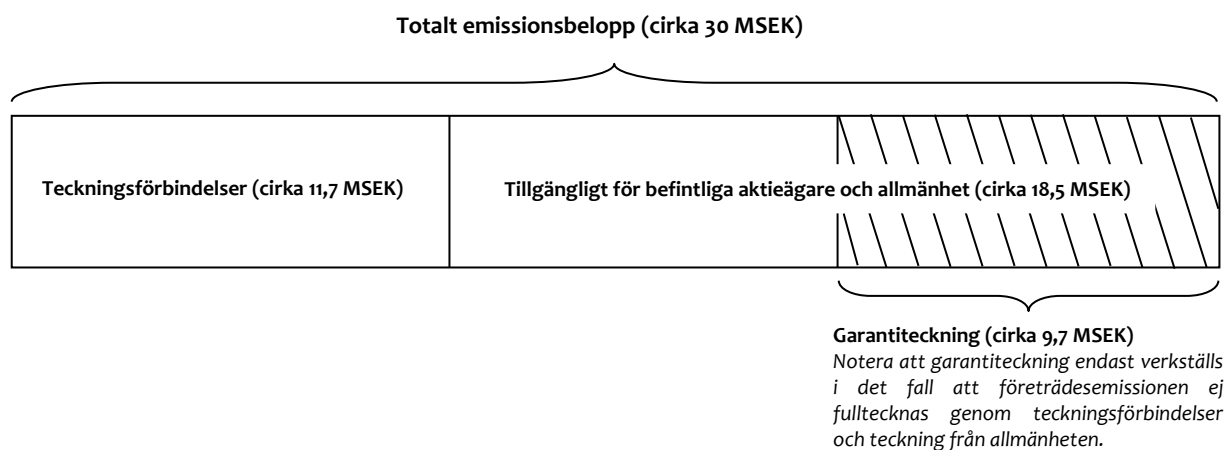 Totalt emissionsbelopp (cirka 30 MSEK)
Teckningsförbindelser (cirka 11,7 MSEK)
Tillgängligt för befintliga aktieägare och allmänhet (cirka 18,5 MSEK)
Garantiteckning (cirka 9,7 MSEK)
Notera att garantiteckning endast verkställs
i det fall att företrädesemissionen ej
fulltecknas genom teckningsförbindelser
och teckning från allmänheten.